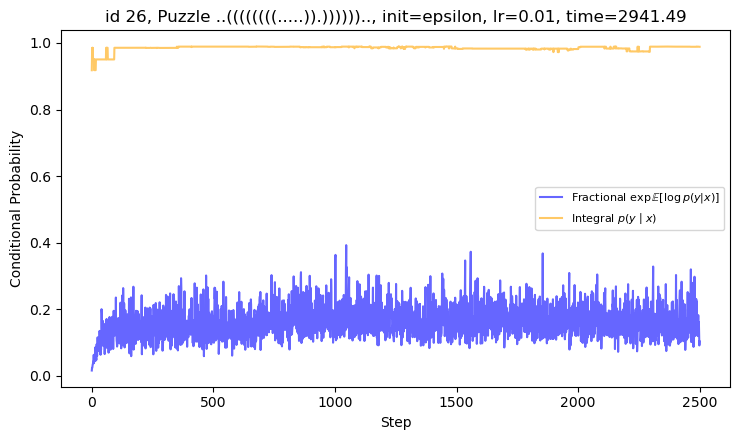 id 26, Puzzle ..((((((((.....)).)))))).., init=epsilon, lr=0.01, time=2941.49
Conditional Probability
1.0
0.8
0.6
0.4
0.2
0.0
Fractional exp𝔼[log p(y|x)]
Integral p(y | x)
0
500
1000
1500
2000
2500
Step